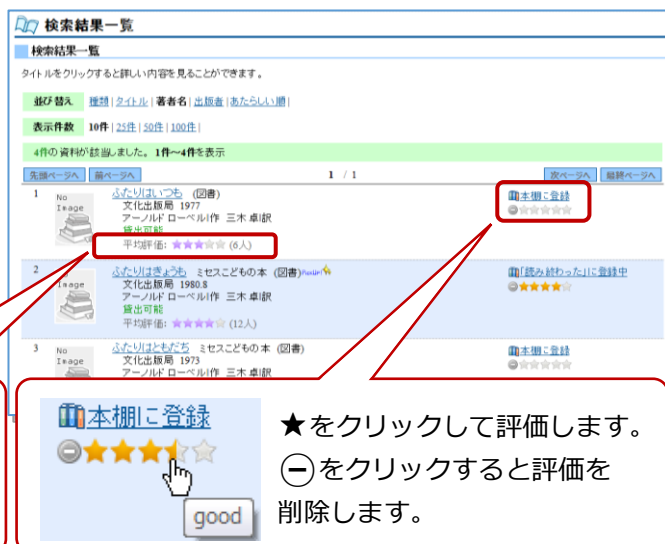 検索結果一覧
検索結果一覧
タイトルをクリックすると詳しい内容を見ることができます。
並び替え 種類|タイトル|著者名|出版者|あたらしい順|
表示件数 10件|25件|50件|100件|
4件の資料が該当しました。1件～4件を表示
先頭ページへ 前ページへ 1 / 1 次ページへ 最終ページへ
1 No Image ふたりはいつも (図書) 本棚に登録
文化出版局 1977
アーノルド ローベル作 三木 卓訳
貸出可能
平均評価: ★★★☆☆ (6人)
2 Image ふたりはきょうも ミセスこどもの本 (図書) 「読み終わった」に登録中
文化出版局 1980.8
アーノルド ローベル作 三木 卓訳
貸出可能
平均評価: ★★★★☆ (12人)
3 No Image ふたりはともだち ミセスこどもの本 (図書) 本棚に登録
文化出版局 1973
アーノルド ローベル作 三木 卓訳
本棚に登録
good
★をクリックして評価します。
⊖をクリックすると評価を
削除します。